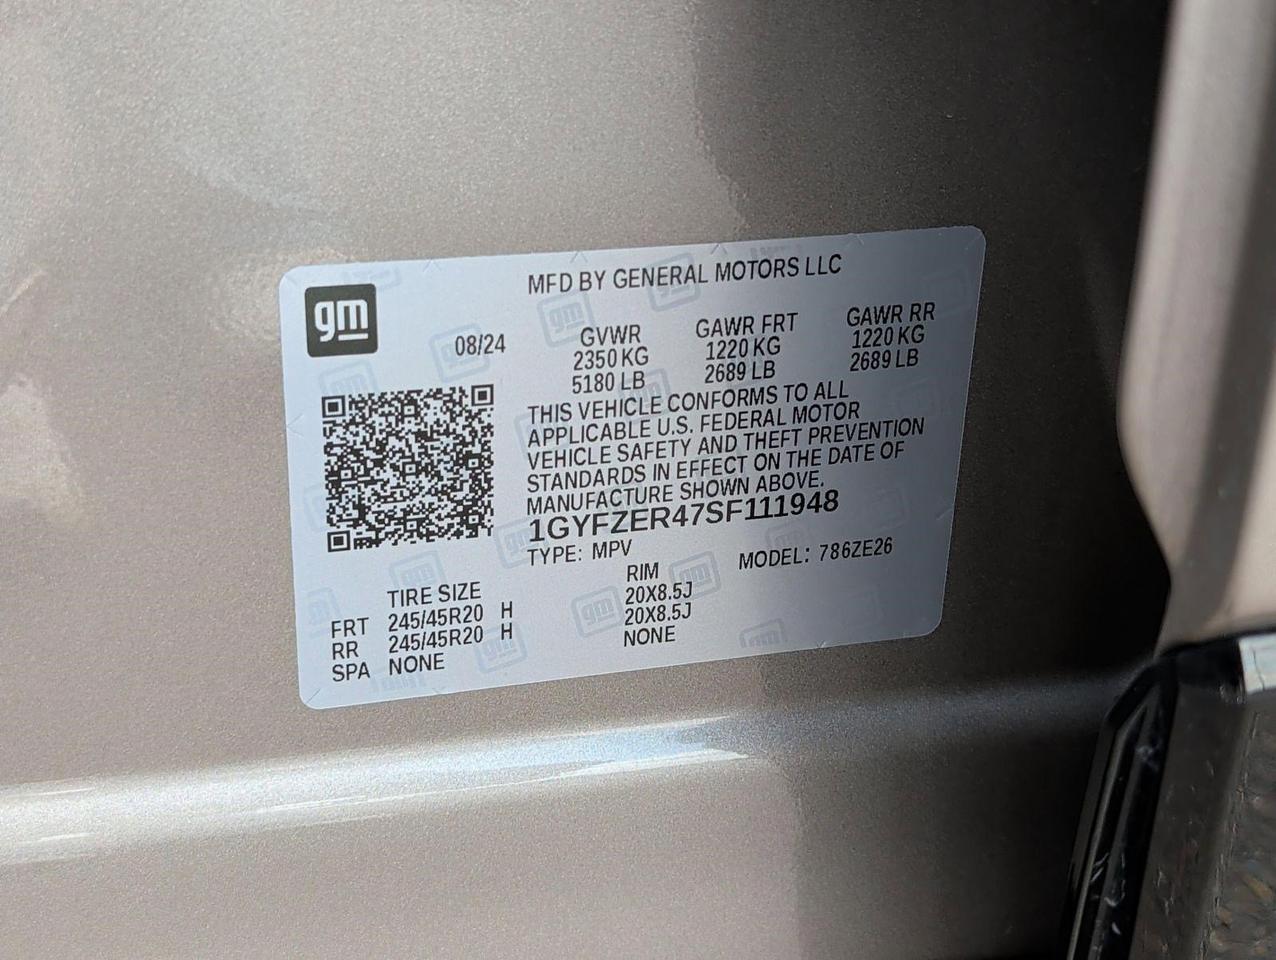 gm
MFD BY GENERAL MOTORS LLC
08/24
GVWR
2350 KG
5180 LB
GAWR FRT
1220 KG
2689 LB
GAWR RR
1220 KG
2689 LB
THIS VEHICLE CONFORMS TO ALL
APPLICABLE U.S. FEDERAL MOTOR
VEHICLE SAFETY AND THEFT PREVENTION
STANDARDS IN EFFECT ON THE DATE OF
MANUFACTURE SHOWN ABOVE.
1GYFZER47SF111948
TYPE: MPV MODEL: 786ZE26
TIRE SIZE RIM
FRT 245/45R20 H 20X8.5J
RR 245/45R20 H 20X8.5J
SPA NONE NONE